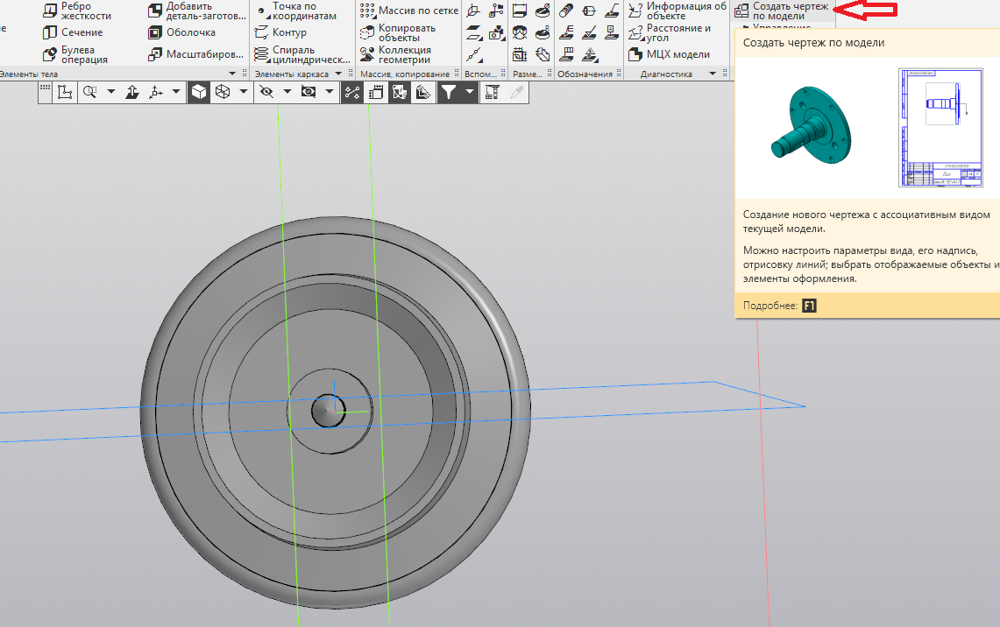 Ребро
жесткости
Добавить
деталь-заготов...
Точка по
координатам
Массив по сетке
Информация об
объекте
Создать чертеж
по модели
е
Сечение
Оболочка
Контур
Копировать
объекты
Расстояние и
угол
Управление
Булева
операция
Масштабиров...
Спираль
цилиндрическ...
Коллекция
геометрии
МЦХ модели
Элементы тела
Элементы каркаса
Массив, копирование
Вспом...
Разме...
Обозначения
Диагностика
Создать чертеж по модели
Создание нового чертежа с ассоциативным видом
текущей модели.
Можно настроить параметры вида, его надпись,
отрисовку линий; выбрать отображаемые объекты и
элементы оформления.
Подробнее: F1